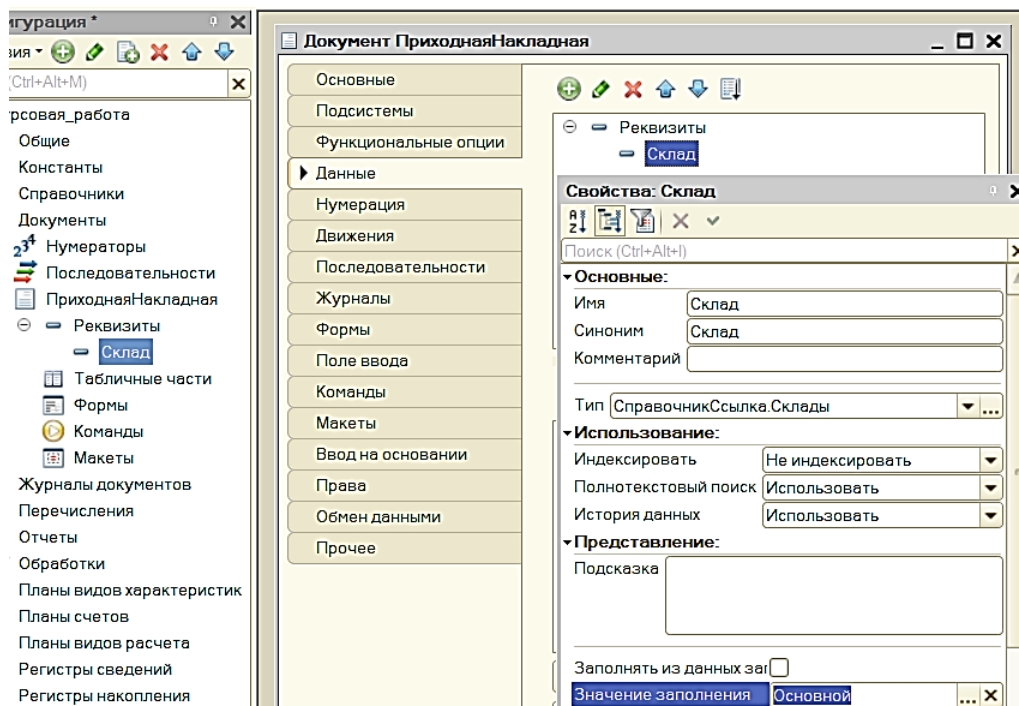 игурация *
вия
(Ctrl+Alt+M)
рсовая_работа
Общие
Константы
Справочники
Документы
Нумераторы
Последовательности
ПриходнаяНакладная
Реквизиты
Склад
Табличные части
Формы
Команды
Макеты
Журналы документов
Перечисления
Отчеты
Обработки
Планы видов характеристик
Планы счетов
Планы видов расчета
Регистры сведений
Регистры накопления
Документ ПриходнаяНакладная
Основные
Подсистемы
Функциональные опции
Данные
Нумерация
Движения
Последовательности
Журналы
Формы
Поле ввода
Команды
Макеты
Ввод на основании
Права
Обмен данными
Прочее
Реквизиты
Склад
Свойства: Склад
Поиск (Ctrl+Alt+I)
Основные:
Имя Склад
Синоним Склад
Комментарий
Тип СправочникСсылка.Склады
Использование:
Индексировать Не индексировать
Полнотекстовый поиск Использовать
История данных Использовать
Представление:
Подсказка
Заполнять из данных заг
Значение заполнения Основной